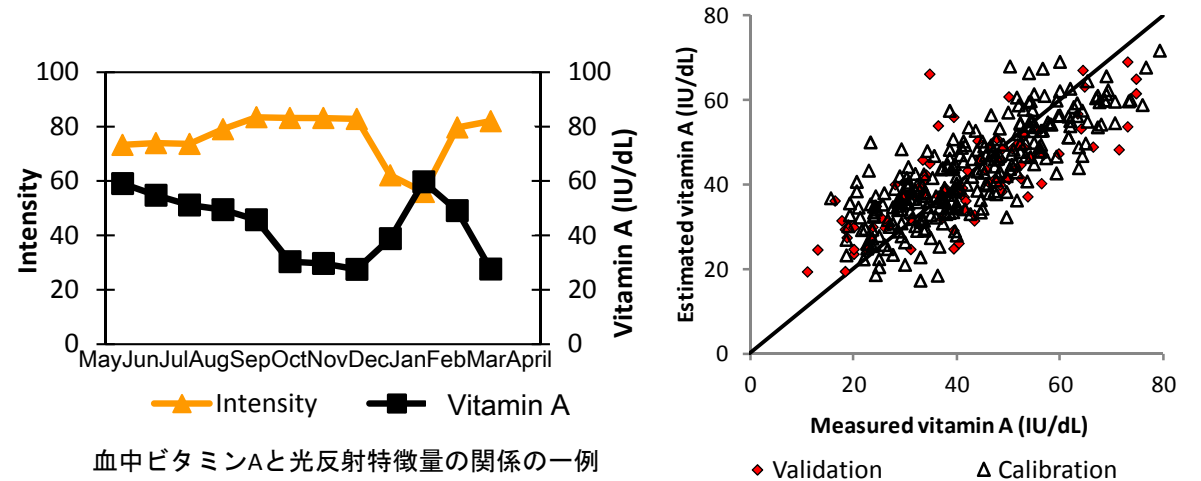 100
80
60
40
20
0
Intensity
100
80
60
40
20
0
Vitamin A (IU/dL)
MayJunJulAugSepOctNovDecJanFebMarApril
Intensity
Vitamin A
血中ビタミンAと光反射特徴量の関係の一例
80
60
40
20
0
Estimated vitamin A (IU/dL)
0 20 40 60 80
Measured vitamin A (IU/dL)
Validation
Calibration